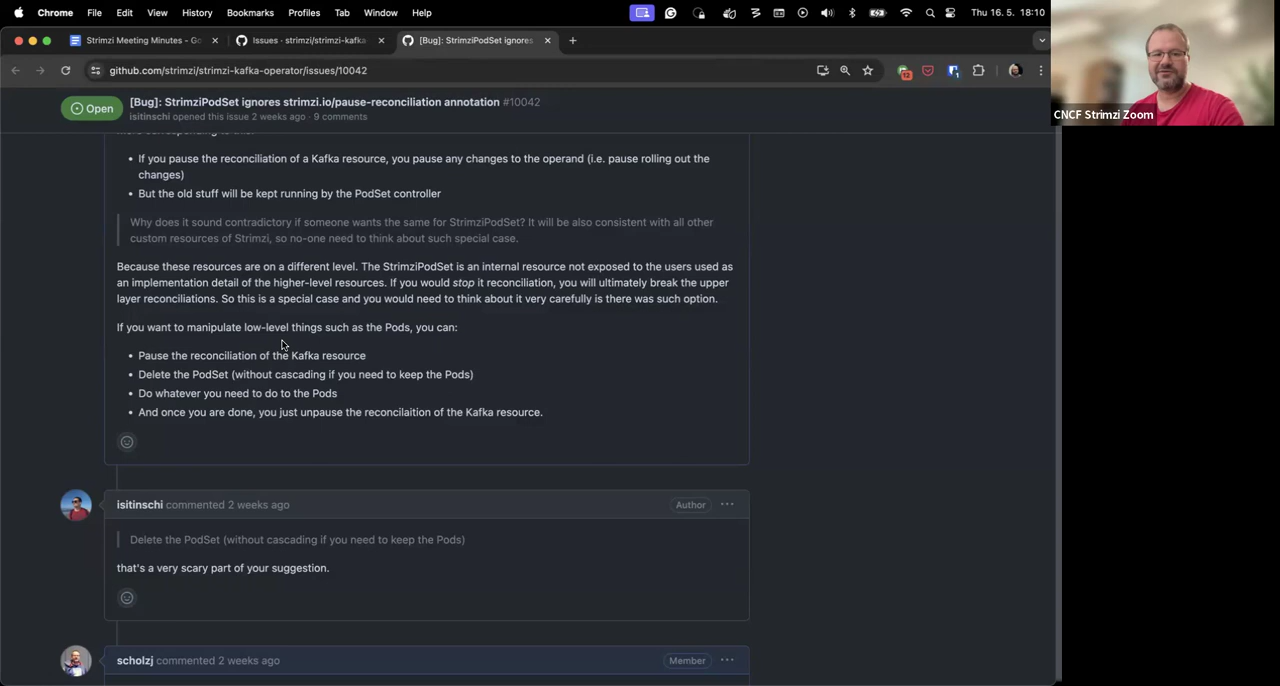 Chrome File Edit View History Bookmarks Profiles Tab Window Help Thu 16. 5. 18:10
Strimzi Meeting Minutes - Go
Issues · strimzi/strimzi-kafka-
[Bug]: StrimziPodSet ignores
github.com/strimzi/strimzi-kafka-operator/issues/10042
12
1
CNCF Strimzi Zoom
Open
[Bug]: StrimziPodSet ignores strimzi.io/pause-reconciliation annotation #10042
isitinschi opened this issue 2 weeks ago · 9 comments
• If you pause the reconciliation of a Kafka resource, you pause any changes to the operand (i.e. pause rolling out the
changes)
• But the old stuff will be kept running by the PodSet controller
Why does it sound contradictory if someone wants the same for StrimziPodSet? It will be also consistent with all other
custom resources of Strimzi, so no-one need to think about such special case.
Because these resources are on a different level. The StrimziPodSet is an internal resource not exposed to the users used as
an implementation detail of the higher-level resources. If you would stop it reconciliation, you will ultimately break the upper
layer reconciliations. So this is a special case and you would need to think about it very carefully is there was such option.
If you want to manipulate low-level things such as the Pods, you can:
• Pause the reconciliation of the Kafka resource
• Delete the PodSet (without cascading if you need to keep the Pods)
• Do whatever you need to do to the Pods
• And once you are done, you just unpause the reconcilaition of the Kafka resource.
isitinschi commented 2 weeks ago Author ...
Delete the PodSet (without cascading if you need to keep the Pods)
that's a very scary part of your suggestion.
scholzj commented 2 weeks ago Member ...